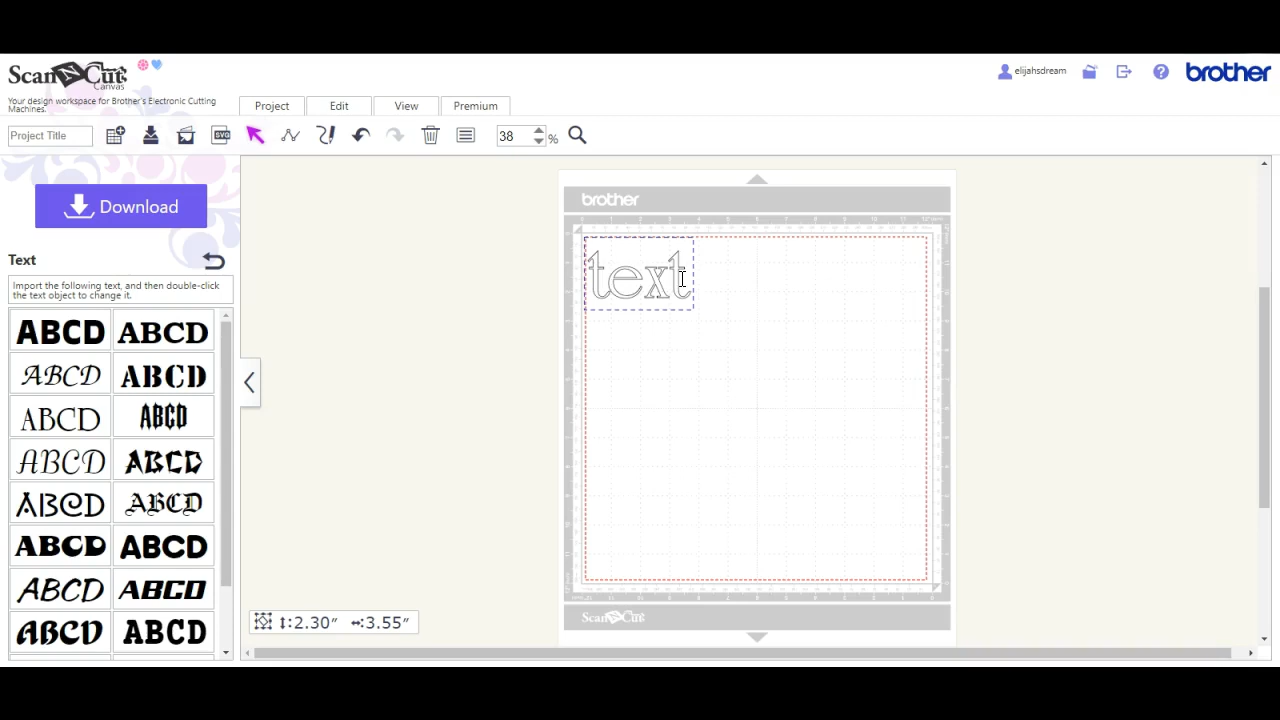 ScanNCut
Canvas
Your design workspace for Brother's Electronic Cutting
Machines.
elijahsdream
brother
Project
Edit
View
Premium
Project Title
SVG
38
%
Download
Text
Import the following text, and then double-click
the text object to change it.
ABCD ABCD
ABCD ABCD
ABCD ABCD
ABCD ABCD
ABCD ABCD
ABCD ABCD
ABCD ABCD
ABCD ABCD
brother
text
ScanNCut
2.30″ 3.55″